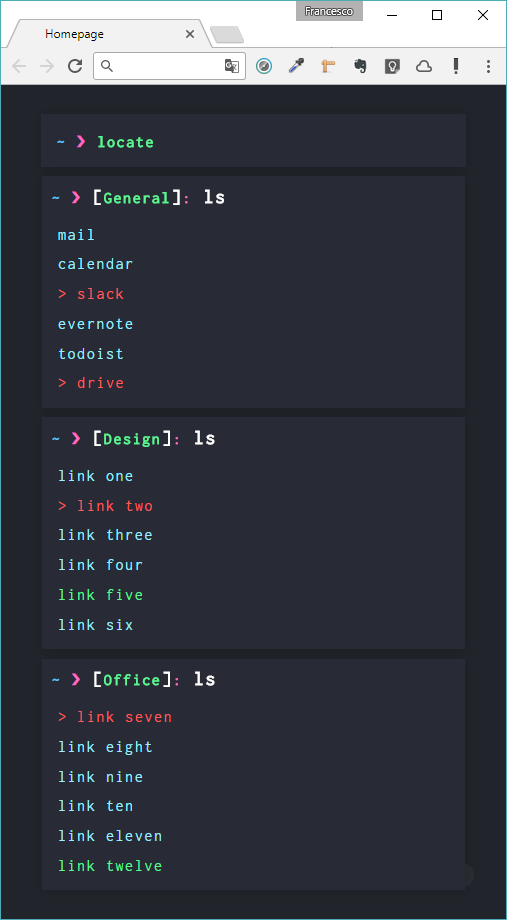 Francesco
Homepage
~ ❯ locate
~ ❯ [General]: ls
mail
calendar
> slack
evernote
todoist
> drive
~ ❯ [Design]: ls
link one
> link two
link three
link four
link five
link six
~ ❯ [Office]: ls
> link seven
link eight
link nine
link ten
link eleven
link twelve